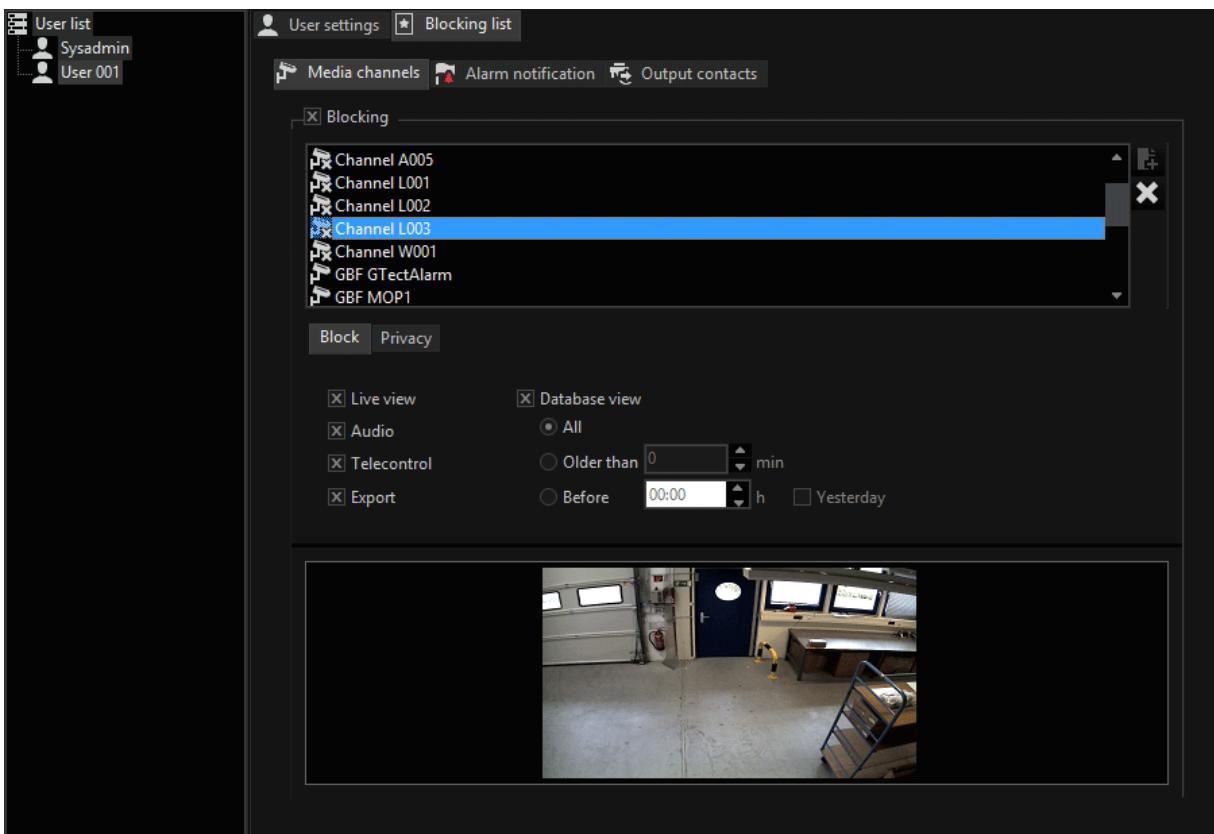 User list
Sysadmin
User 001
User settings
Blocking list
Media channels
Alarm notification
Output contacts
Blocking
Channel A005
Channel L001
Channel L002
Channel L003
Channel W001
GBF GTectAlarm
GBF MOP1
Block
Privacy
Live view
Database view
Audio
All
Telecontrol
Older than 0 min
Export
Before 00:00 h Yesterday